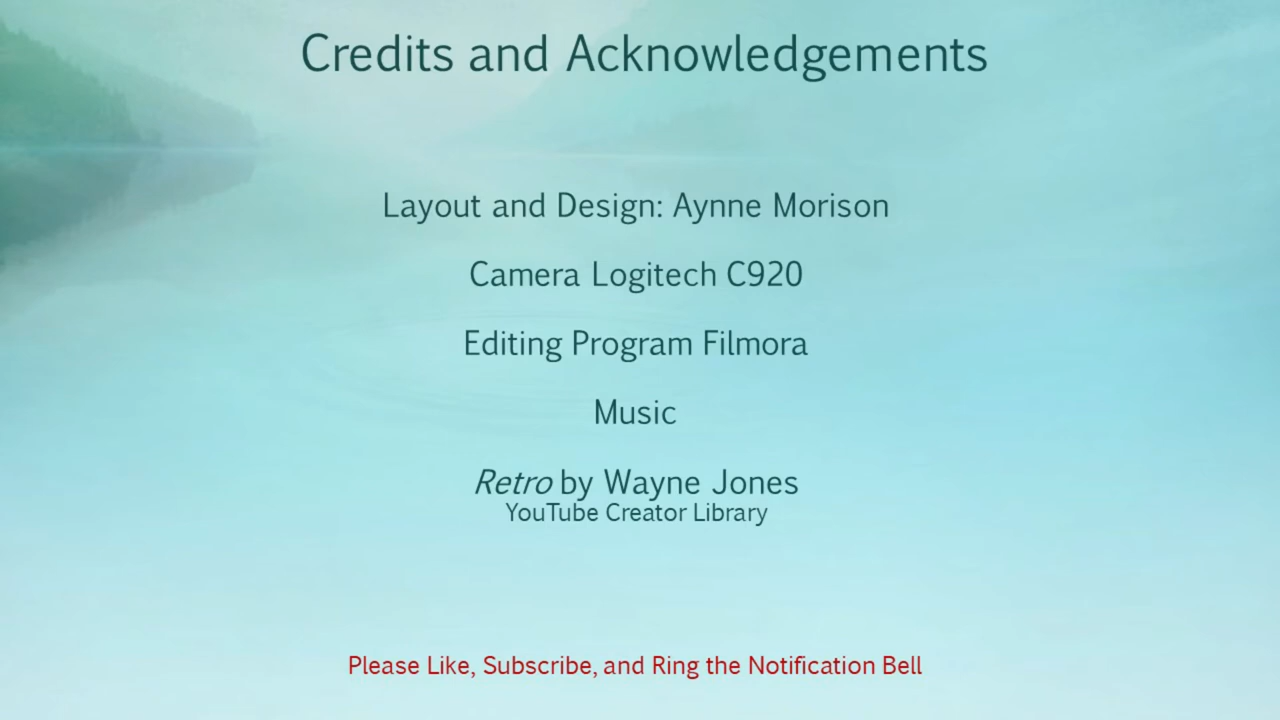 Credits and Acknowledgements
Layout and Design: Aynne Morison
Camera Logitech C920
Editing Program Filmora
Music
Retro by Wayne Jones
YouTube Creator Library
Please Like, Subscribe, and Ring the Notification Bell